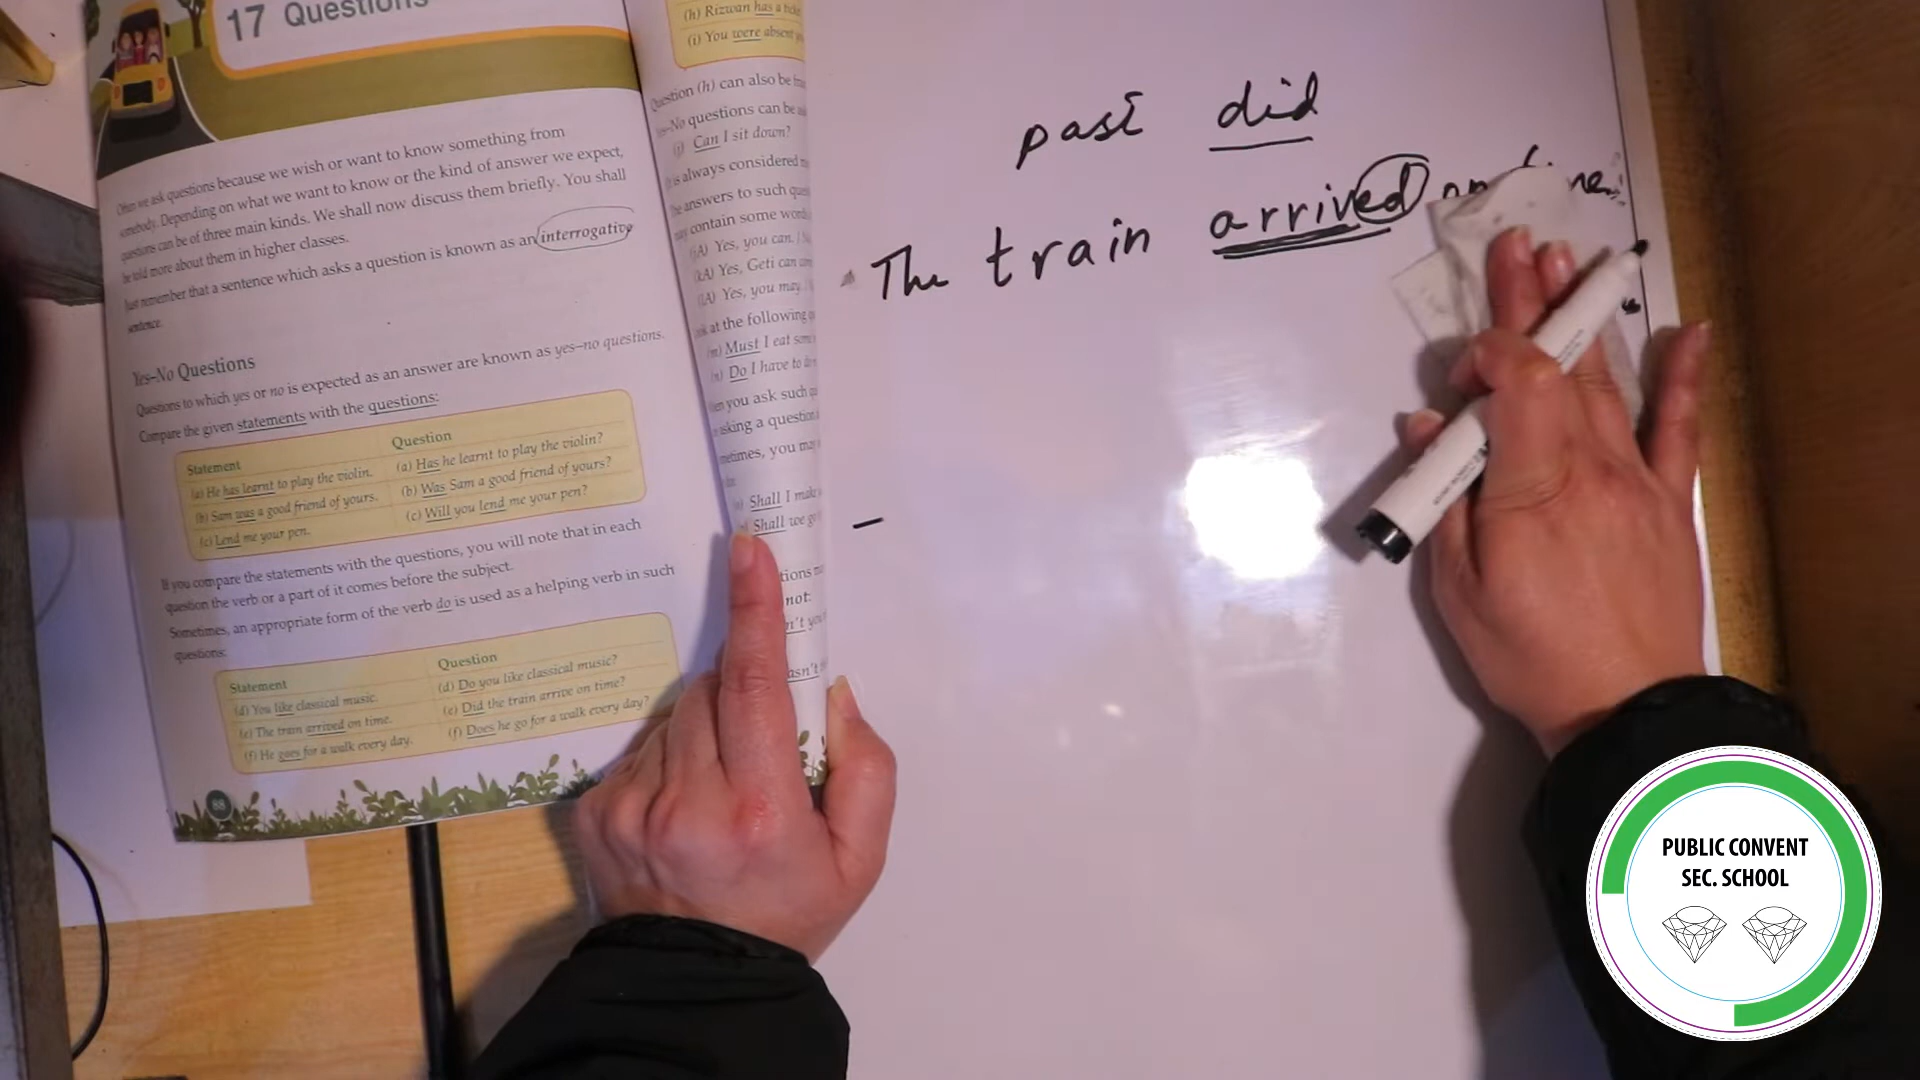 17 Questions
Often we ask questions because we wish or want to know something from
somebody. Depending on what we want to know or the kind of answer we expect,
questions can be of three main kinds. We shall now discuss them briefly. You shall
be told more about them in higher classes.
Just remember that a sentence which asks a question is known as an interrogative
sentence.
Yes–No Questions
Questions to which yes or no is expected as an answer are known as yes–no questions.
Compare the given statements with the questions:
Statement Question
(a) He has learnt to play the violin. (a) Has he learnt to play the violin?
(b) Sam was a good friend of yours. (b) Was Sam a good friend of yours?
(c) Lend me your pen. (c) Will you lend me your pen?
If you compare the statements with the questions, you will note that in each
question the verb or a part of it comes before the subject.
Sometimes, an appropriate form of the verb do is used as a helping verb in such
questions:
Statement Question
(d) You like classical music. (d) Do you like classical music?
(e) The train arrived on time. (e) Did the train arrive on time?
(f) He goes for a walk every day. (f) Does he go for a walk every day?
88
(h) Rizwan has a
(i) You were absent
Question (h) can also be
Yes–No questions can be
(j) Can I sit down?
is always considered
answers to such
contain some
(jA) Yes, you can.
(kA) Yes, Geti can
(lA) Yes, you may.
at the following
(m) Must I eat
(n) Do I have to
you ask such
asking a question
you may
Shall I make
Shall we go
not:
past did
The train arrived
PUBLIC CONVENT
SEC. SCHOOL